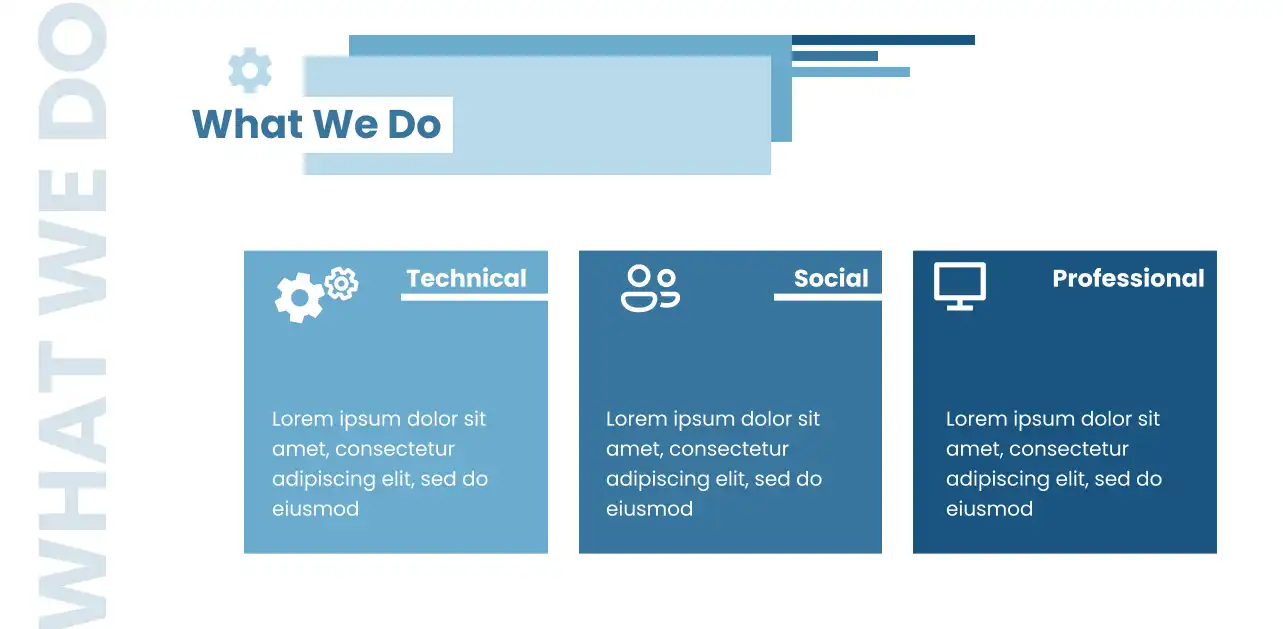 WHAT WE DO
What We Do
Technical
Lorem ipsum dolor sit
amet, consectetur
adipiscing elit, sed do
eiusmod
Social
Lorem ipsum dolor sit
amet, consectetur
adipiscing elit, sed do
eiusmod
Professional
Lorem ipsum dolor sit
amet, consectetur
adipiscing elit, sed do
eiusmod